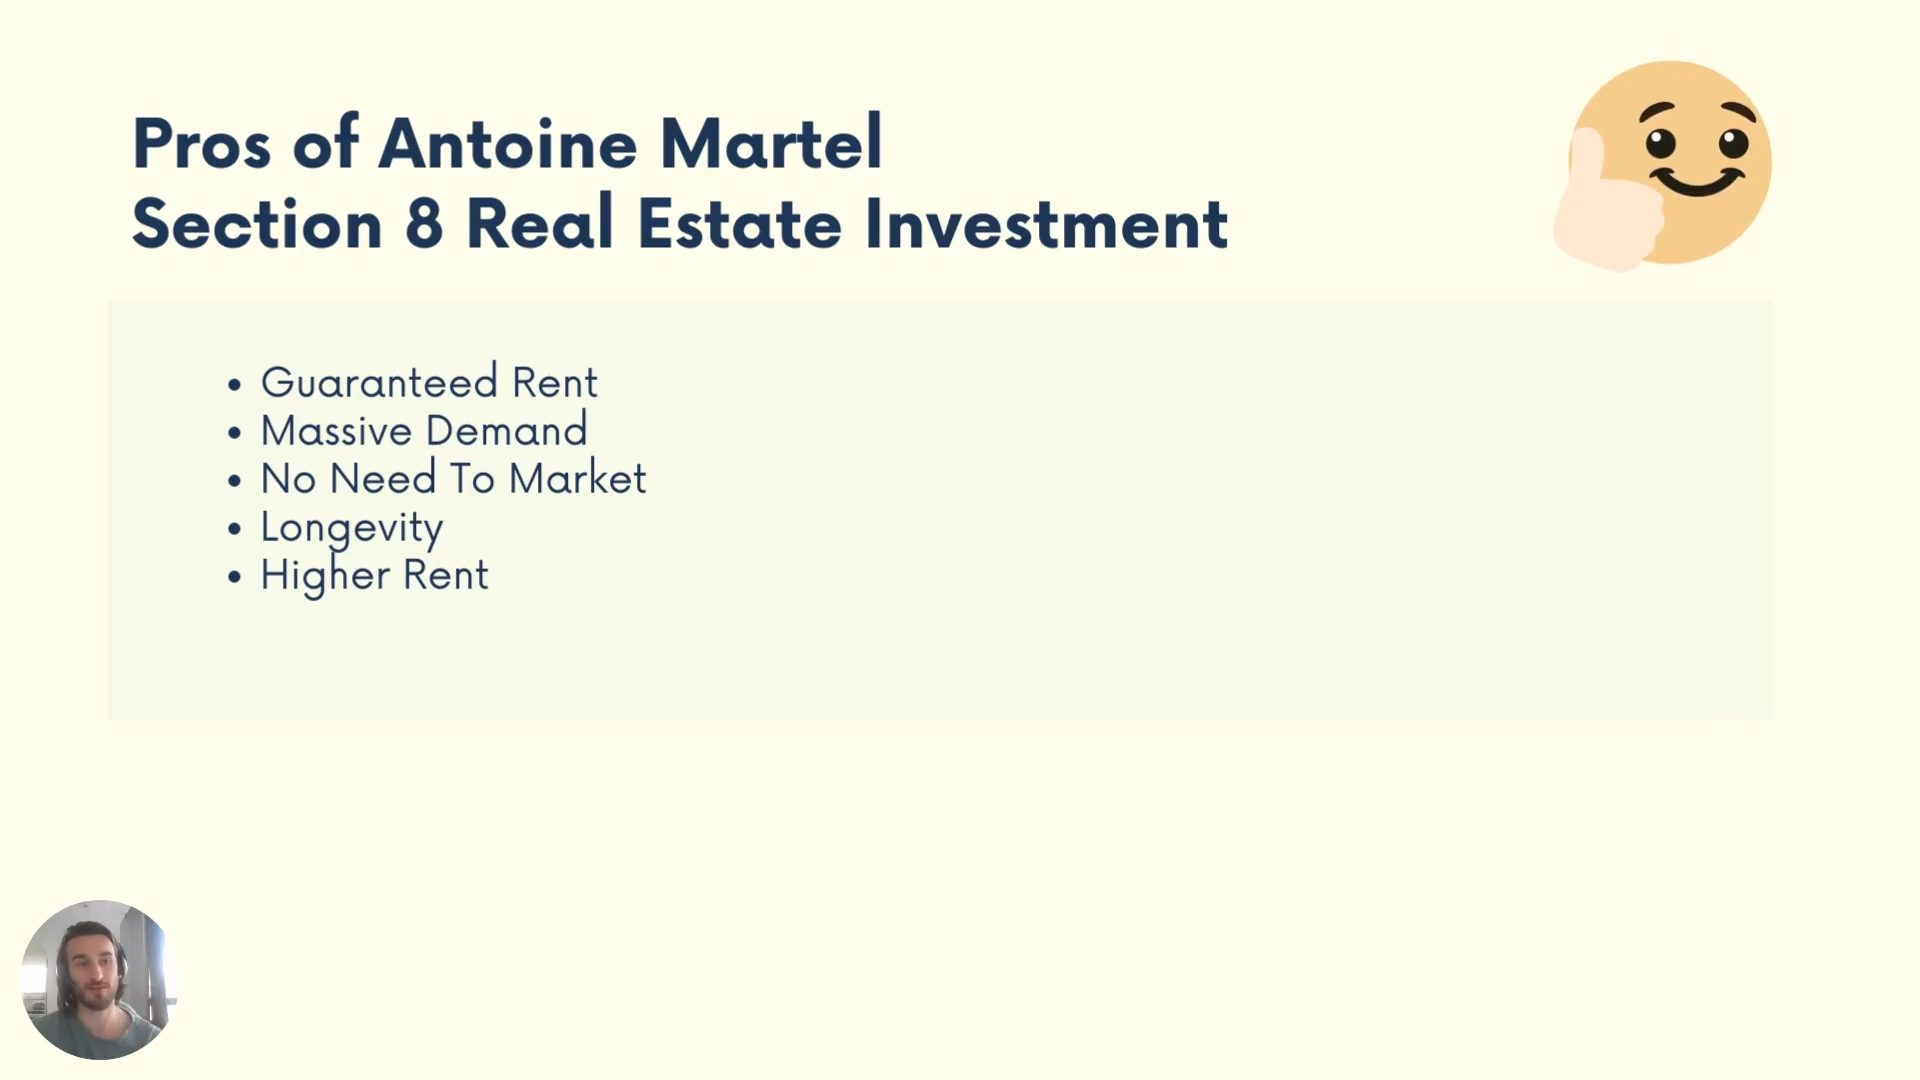 Pros of Antoine Martel
Section 8 Real Estate Investment
• Guaranteed Rent
• Massive Demand
• No Need To Market
• Longevity
• Higher Rent